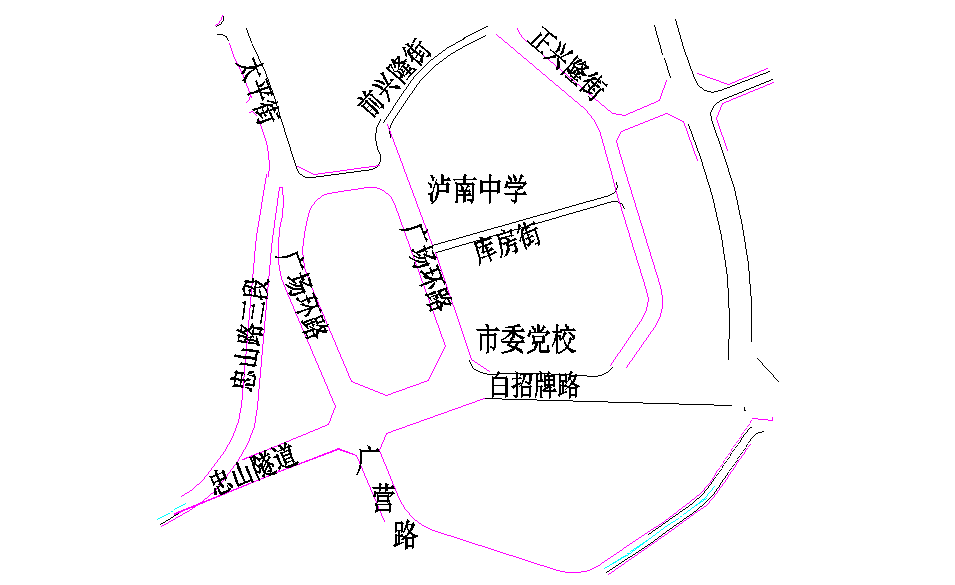 太平街
前兴隆街
正兴隆街
泸南中学
库房街
广场环路
广场环路
忠山路三段
市委党校
白招牌路
忠山隧道
广营路